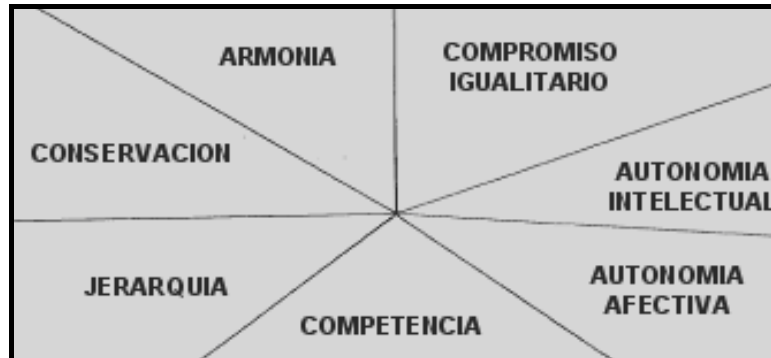 ARMONIA
COMPROMISO
IGUALITARIO
CONSERVACION
AUTONOMIA
INTELECTUAL
JERARQUIA
AUTONOMIA
AFECTIVA
COMPETENCIA